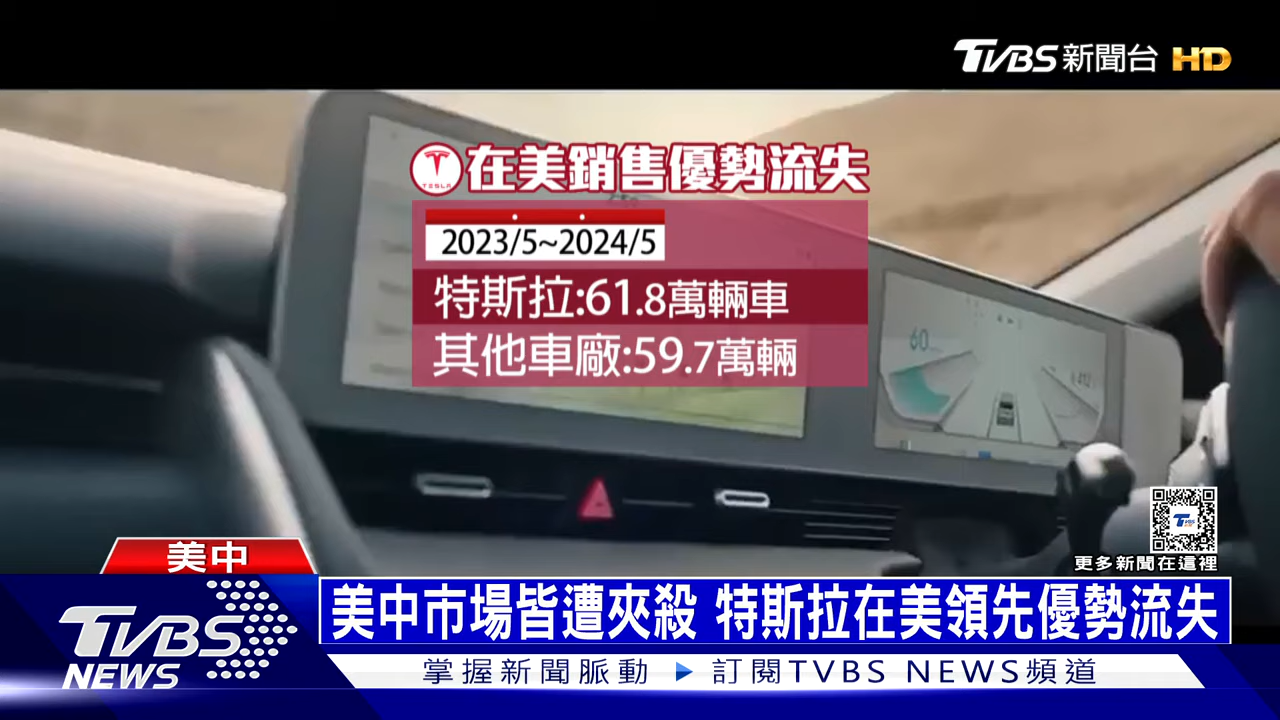 TVBS新聞台 HD
TESLA 在美銷售優勢流失
2023/5~2024/5
特斯拉:61.8萬輛車
其他車廠:59.7萬輛
60
TVBS
更多新聞在這裡
美中
美中市場皆遭夾殺 特斯拉在美領先優勢流失
TVBS NEWS
掌握新聞脈動 訂閱TVBS NEWS頻道